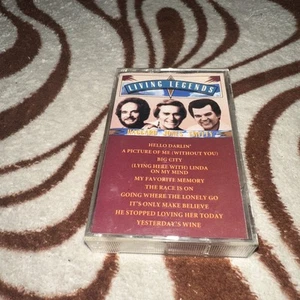 LIVING LEGENDS
HELLO DARLIN'
A PICTURE OF ME (WITHOUT YOU)
BIG CITY
(LYING HERE WITH) LINDA
ON MY MIND
MY FAVORITE MEMORY
THE RACE IS ON
GOING WHERE THE LONELY GO
IT'S ONLY MAKE BELIEVE
HE STOPPED LOVING HER TODAY
YESTERDAY'S WINE